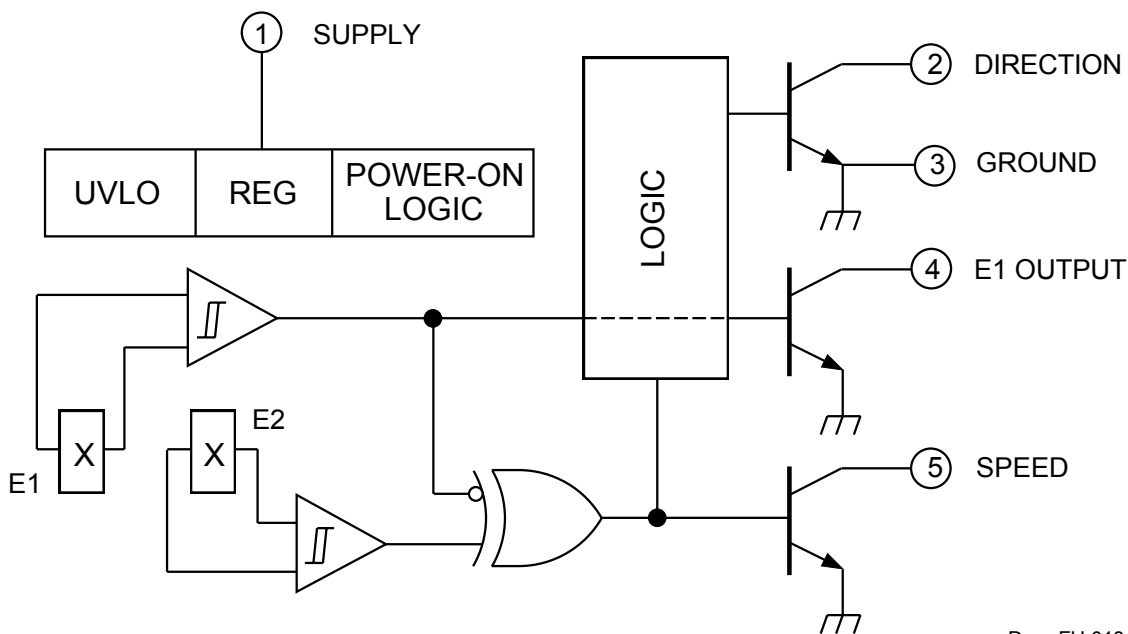 1 SUPPLY
2 DIRECTION
UVLO
REG
POWER-ON
LOGIC
LOGIC
3 GROUND
4 E1 OUTPUT
X
E1
X
E2
5 SPEED